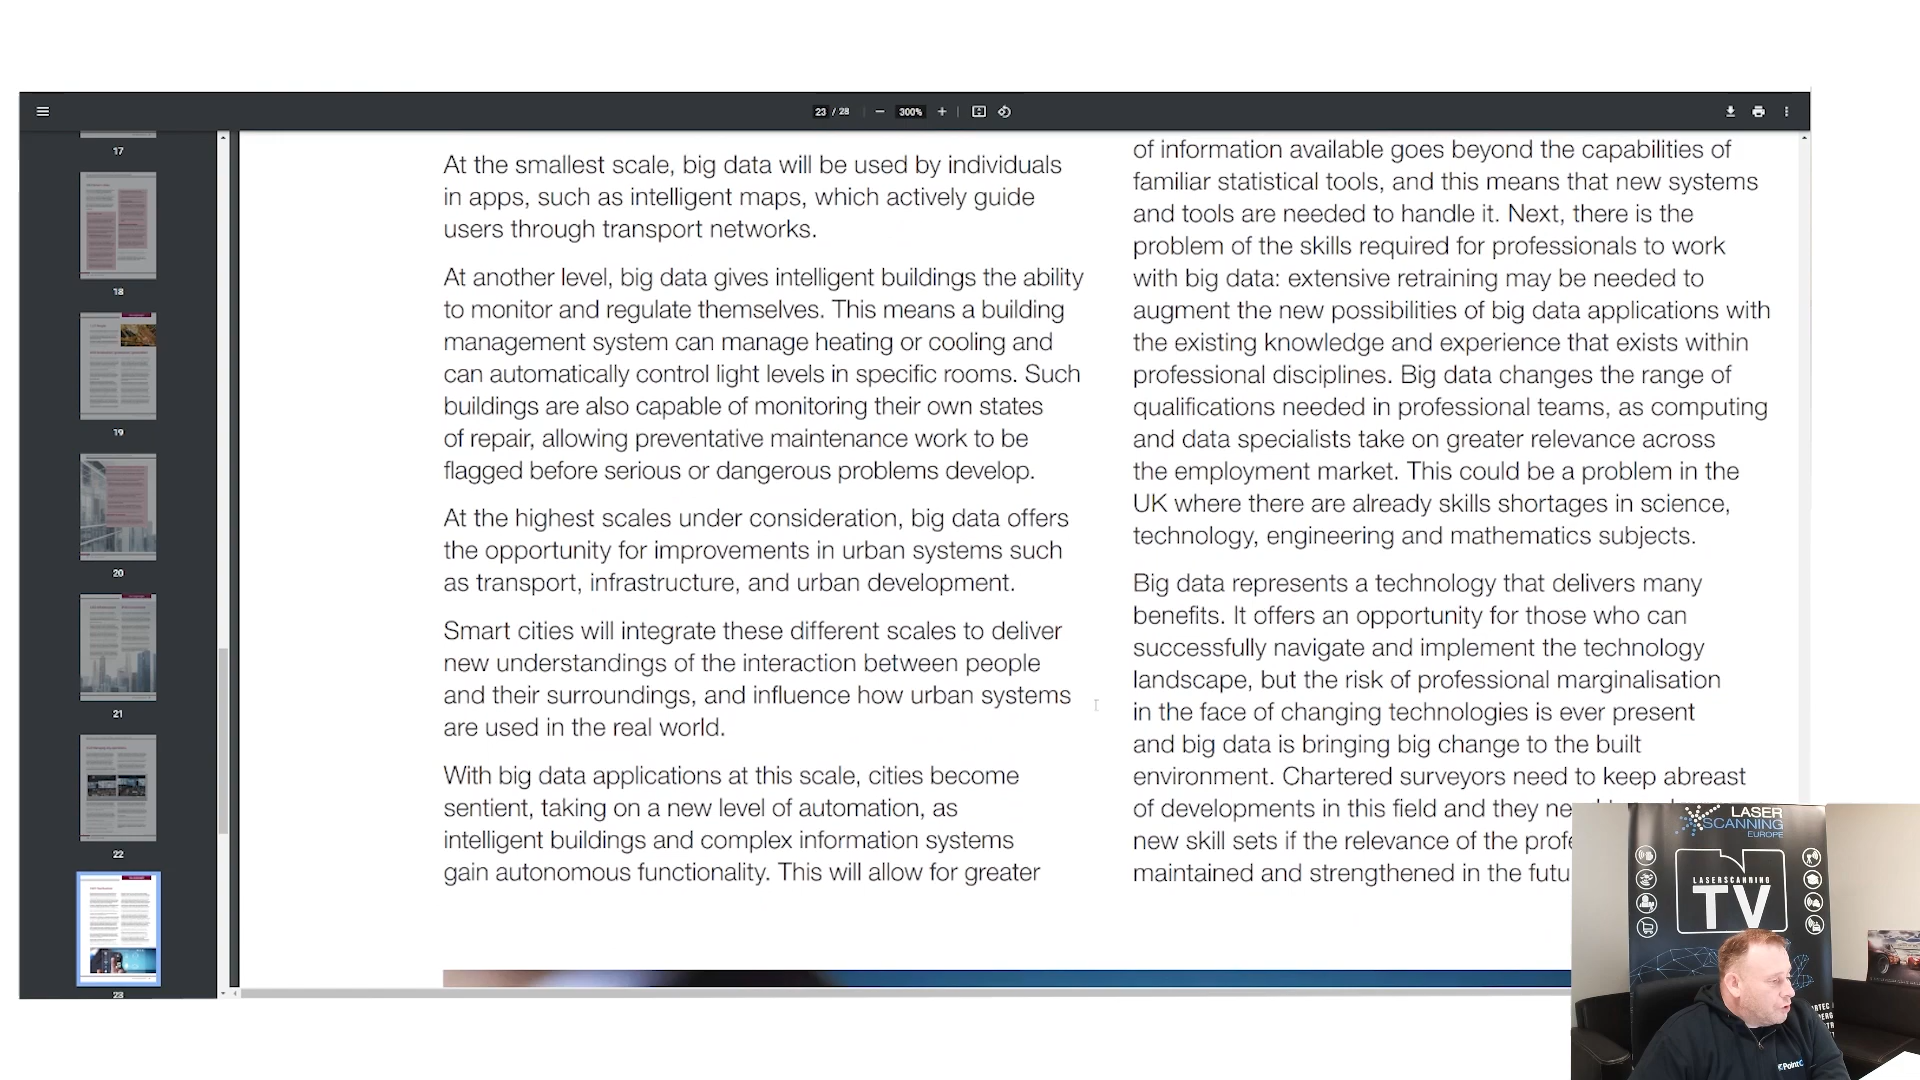 23 / 28
300%
17
18
19
20
21
22
23
At the smallest scale, big data will be used by individuals
in apps, such as intelligent maps, which actively guide
users through transport networks.
At another level, big data gives intelligent buildings the ability
to monitor and regulate themselves. This means a building
management system can manage heating or cooling and
can automatically control light levels in specific rooms. Such
buildings are also capable of monitoring their own states
of repair, allowing preventative maintenance work to be
flagged before serious or dangerous problems develop.
At the highest scales under consideration, big data offers
the opportunity for improvements in urban systems such
as transport, infrastructure, and urban development.
Smart cities will integrate these different scales to deliver
new understandings of the interaction between people
and their surroundings, and influence how urban systems
are used in the real world.
With big data applications at this scale, cities become
sentient, taking on a new level of automation, as
intelligent buildings and complex information systems
gain autonomous functionality. This will allow for greater
of information available goes beyond the capabilities of
familiar statistical tools, and this means that new systems
and tools are needed to handle it. Next, there is the
problem of the skills required for professionals to work
with big data: extensive retraining may be needed to
augment the new possibilities of big data applications with
the existing knowledge and experience that exists within
professional disciplines. Big data changes the range of
qualifications needed in professional teams, as computing
and data specialists take on greater relevance across
the employment market. This could be a problem in the
UK where there are already skills shortages in science,
technology, engineering and mathematics subjects.
Big data represents a technology that delivers many
benefits. It offers an opportunity for those who can
successfully navigate and implement the technology
landscape, but the risk of professional marginalisation
in the face of changing technologies is ever present
and big data is bringing big change to the built
environment. Chartered surveyors need to keep abreast
of developments in this field and they
new skill sets if the relevance of the
maintained and strengthened in the
LASER
SCANNING
EUROPE
LASERSCANNING
TV